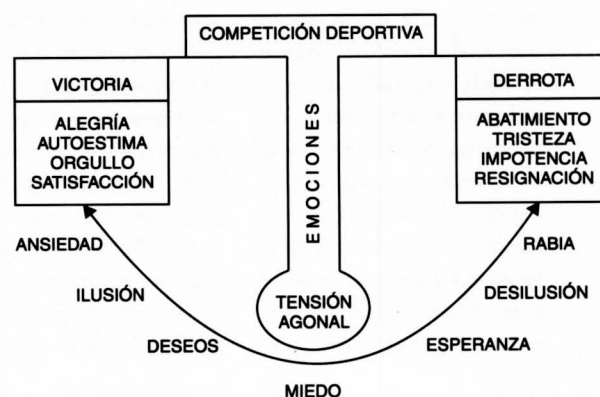 COMPETICIÓN DEPORTIVA
VICTORIA
ALEGRÍA
AUTOESTIMA
ORGULLO
SATISFACCIÓN
EMOCIONES
DERROTA
ABATIMIENTO
TRISTEZA
IMPOTENCIA
RESIGNACIÓN
ANSIEDAD
RABIA
ILUSIÓN
TENSIÓN
AGONAL
DESILUSIÓN
DESEOS
ESPERANZA
MIEDO